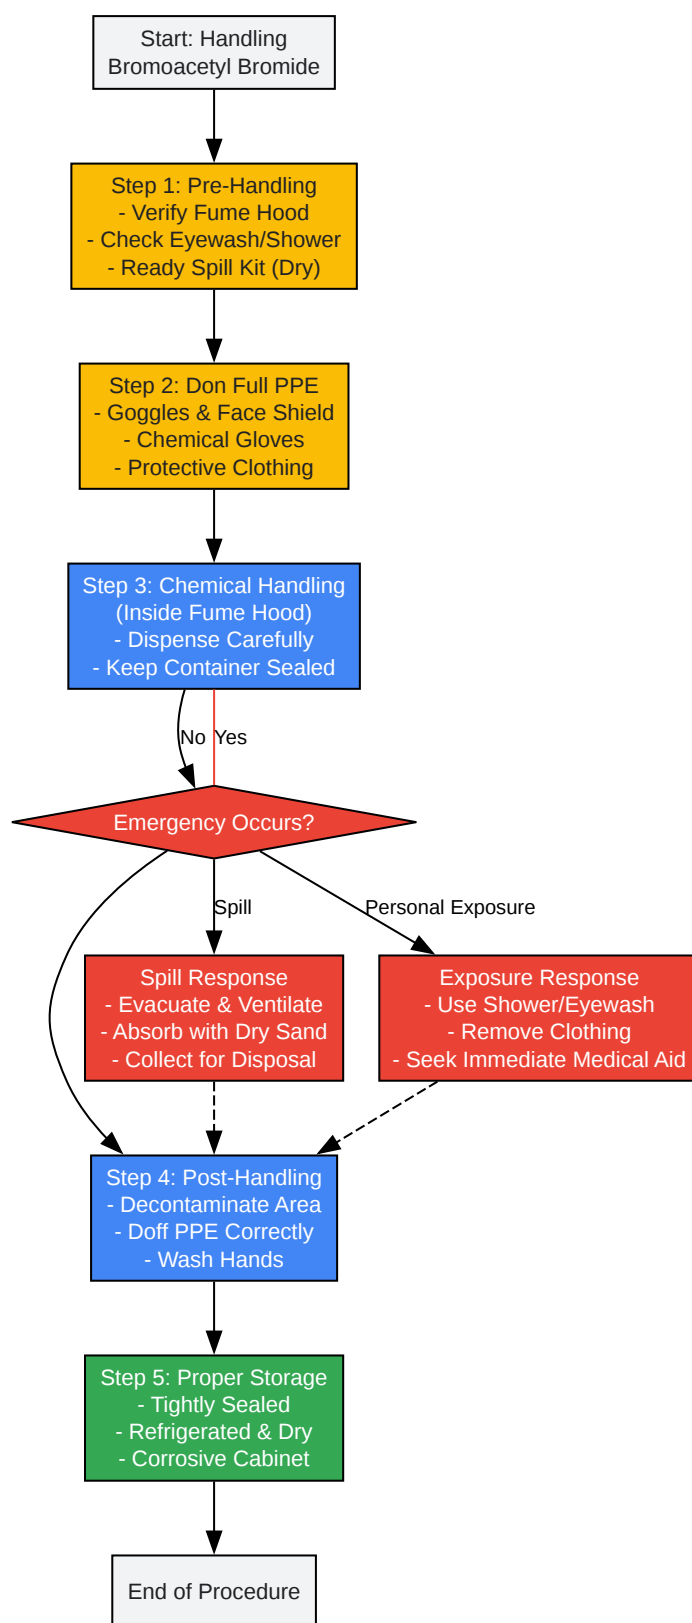 Start: Handling
Bromoacetyl Bromide
Step 1: Pre-Handling
- Verify Fume Hood
- Check Eyewash/Shower
- Ready Spill Kit (Dry)
Step 2: Don Full PPE
- Goggles & Face Shield
- Chemical Gloves
- Protective Clothing
Step 3: Chemical Handling
(Inside Fume Hood)
- Dispense Carefully
- Keep Container Sealed
No
Yes
Emergency Occurs?
Spill
Personal Exposure
Spill Response
- Evacuate & Ventilate
- Absorb with Dry Sand
- Collect for Disposal
Exposure Response
- Use Shower/Eyewash
- Remove Clothing
- Seek Immediate Medical Aid
Step 4: Post-Handling
- Decontaminate Area
- Doff PPE Correctly
- Wash Hands
Step 5: Proper Storage
- Tightly Sealed
- Refrigerated & Dry
- Corrosive Cabinet
End of Procedure